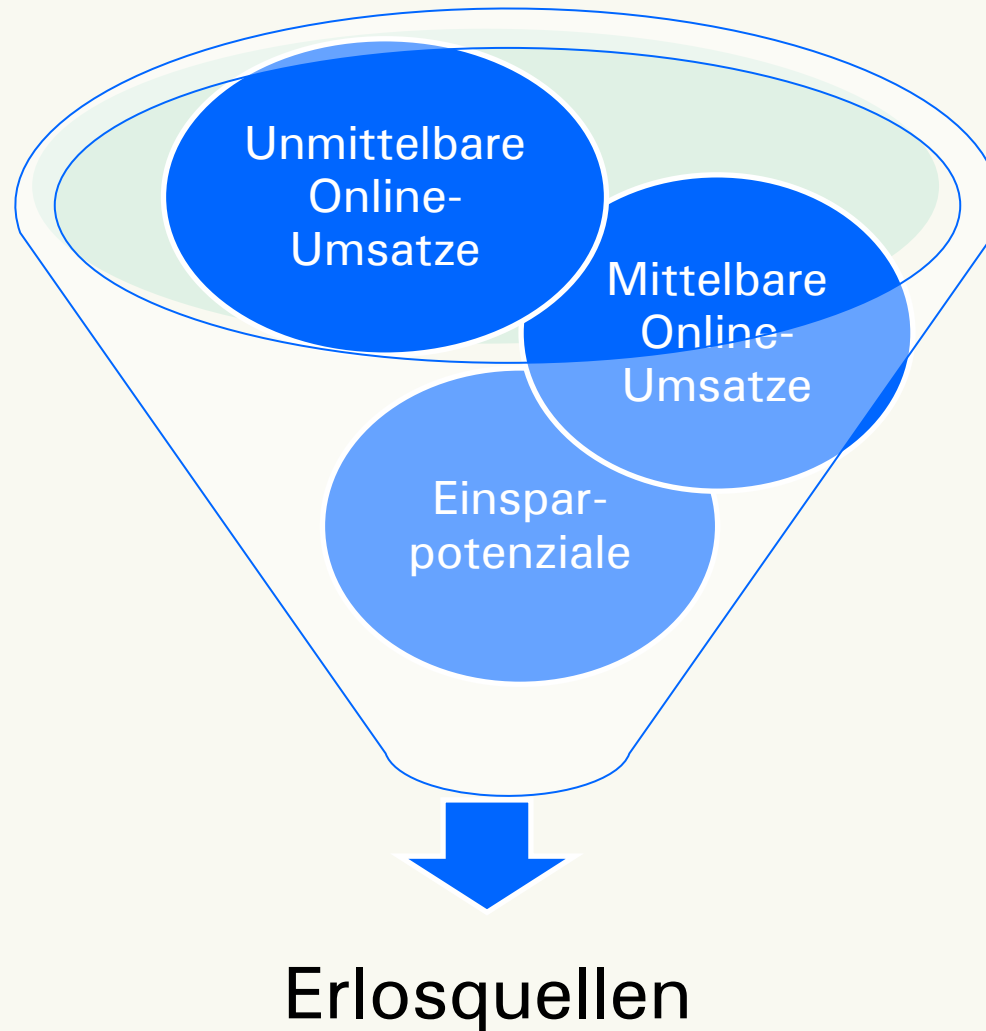 Unmittelbare
Online-
Umsatze
Mittelbare
Online-
Umsatze
Einspar-
potenziale
Erlosquellen